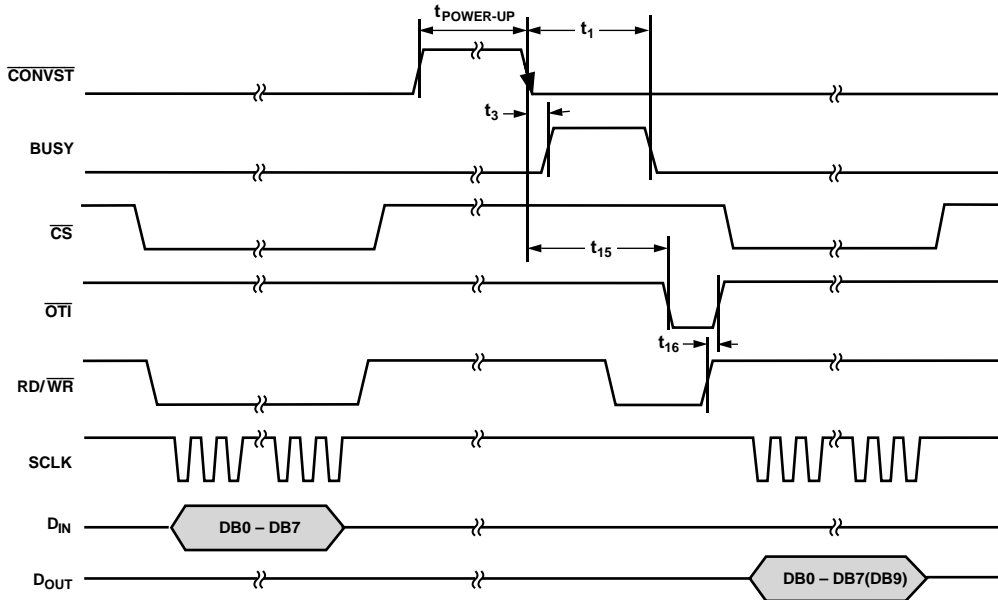 tPOWER-UP
t1
CONVST
t3
BUSY
CS
t15
OTI
t16
RD/WR
SCLK
DIN
DB0 – DB7
DOUT
DB0 – DB7(DB9)